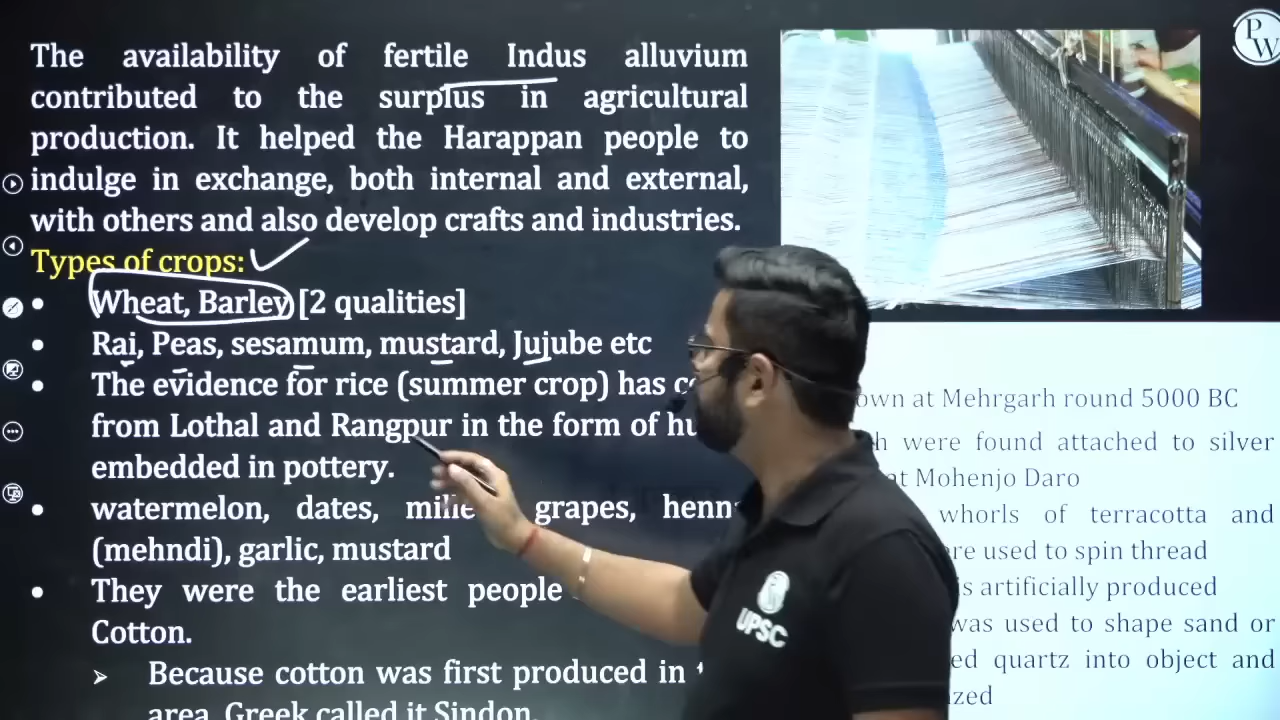 The availability of fertile Indus alluvium
contributed to the surplus in agricultural
production. It helped the Harappan people to
indulge in exchange, both internal and external,
with others and also develop crafts and industries.
Types of crops:
• Wheat, Barley [2 qualities]
• Rai, Peas, sesamum, mustard, Jujube etc
• The evidence for rice (summer crop) has
from Lothal and Rangpur in the form of
embedded in pottery.
• watermelon, dates, grapes,
(mehndi), garlic, mustard
• They were the earliest people
Cotton.
➢ Because cotton was first produced in
area, Greek called it Sindon.
PW
at Mehrgarh round 5000 BC
were found attached to silver
at Mohenjo Daro
whorls of terracotta and
used to spin thread
is artificially produced
was used to shape sand or
quartz into object and
UPSC